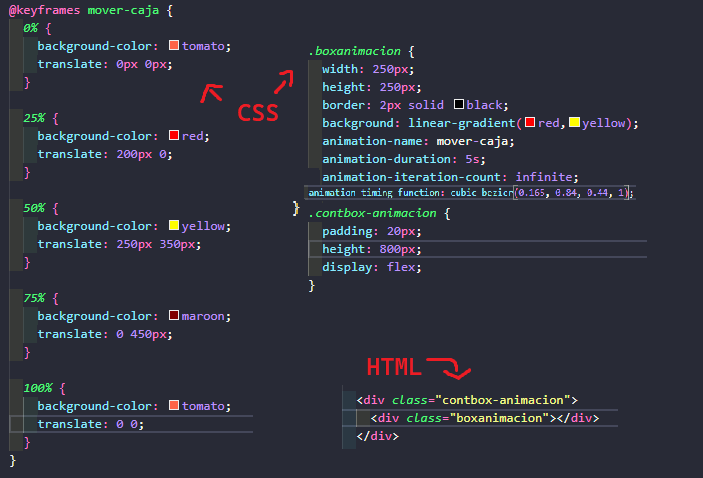 @keyframes mover-caja {
0% {
background-color: tomato;
translate: 0px 0px;
}
25% {
background-color: red;
translate: 200px 0;
}
50% {
background-color: yellow;
translate: 250px 350px;
}
75% {
background-color: maroon;
translate: 0 450px;
}
100% {
background-color: tomato;
translate: 0 0;
}
}
CSS
.boxanimacion {
width: 250px;
height: 250px;
border: 2px solid black;
background: linear-gradient(red,yellow);
animation-name: mover-caja;
animation-duration: 5s;
animation-iteration-count: infinite;
animation-timing-function: cubic-bezier(0.165, 0.84, 0.44, 1);
}
.contbox-animacion {
padding: 20px;
height: 800px;
display: flex;
}
HTML
<div class="contbox-animacion">
<div class="boxanimacion"></div>
</div>